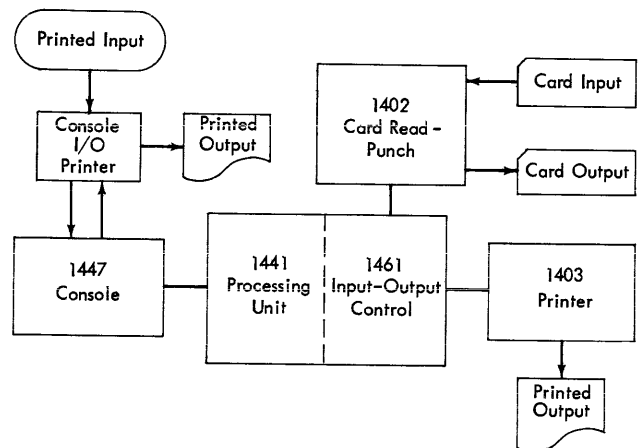 Printed Input
Console
I/O
Printer
Printed
Output
1402
Card Read-
Punch
Card Input
Card Output
1447
Console
1441
Processing
Unit
1461
Input-Output
Control
1403
Printer
Printed
Output